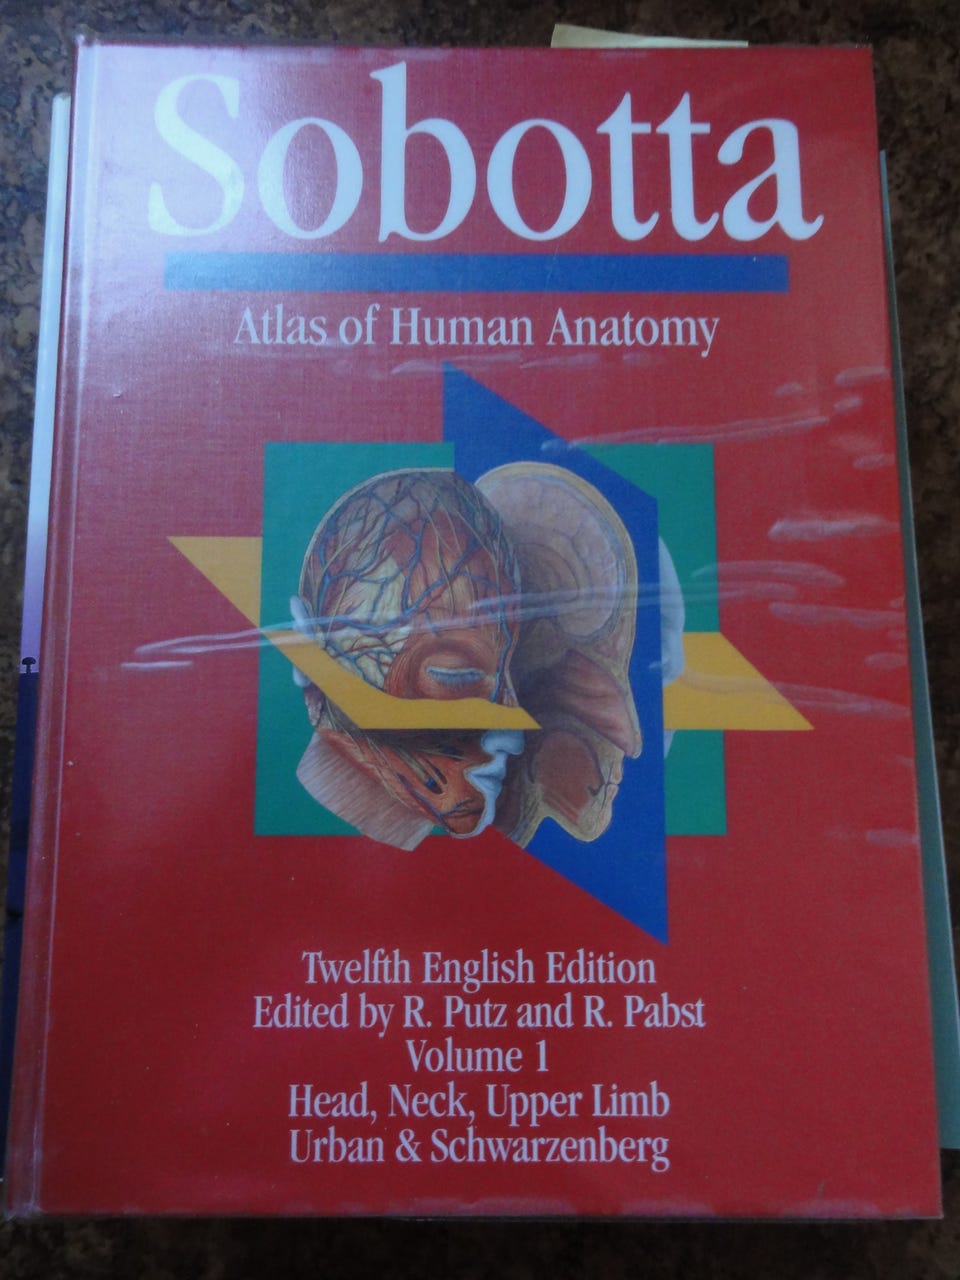 Sobotta
Atlas of Human Anatomy
Twelfth English Edition
Edited by R. Putz and R. Pabst
Volume 1
Head, Neck, Upper Limb
Urban & Schwarzenberg